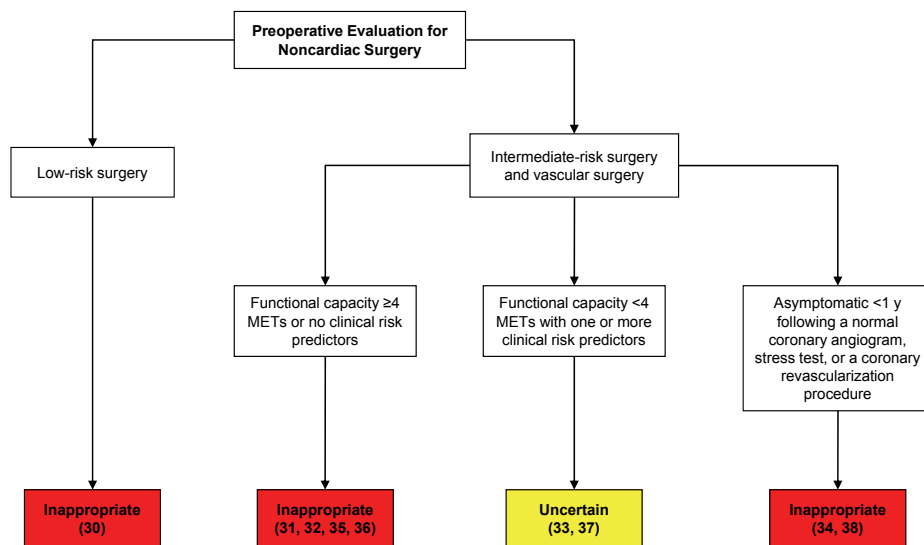 Preoperative Evaluation for
Noncardiac Surgery
Low-risk surgery
Intermediate-risk surgery
and vascular surgery
Functional capacity ≥4
METs or no clinical risk
predictors
Functional capacity <4
METs with one or more
clinical risk predictors
Asymptomatic <1 y
following a normal
coronary angiogram,
stress test, or a coronary
revascularization
procedure
Inappropriate
(30)
Inappropriate
(31, 32, 35, 36)
Uncertain
(33, 37)
Inappropriate
(34, 38)